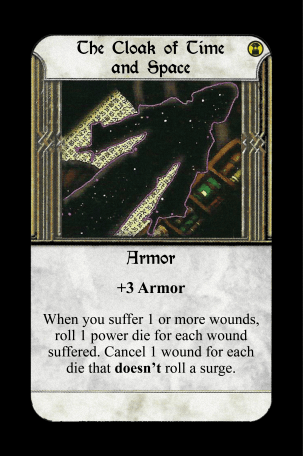 The Cloak of Time
and Space
Armor
+3 Armor
When you suffer 1 or more wounds,
roll 1 power die for each wound
suffered. Cancel 1 wound for each
die that doesn't roll a surge.